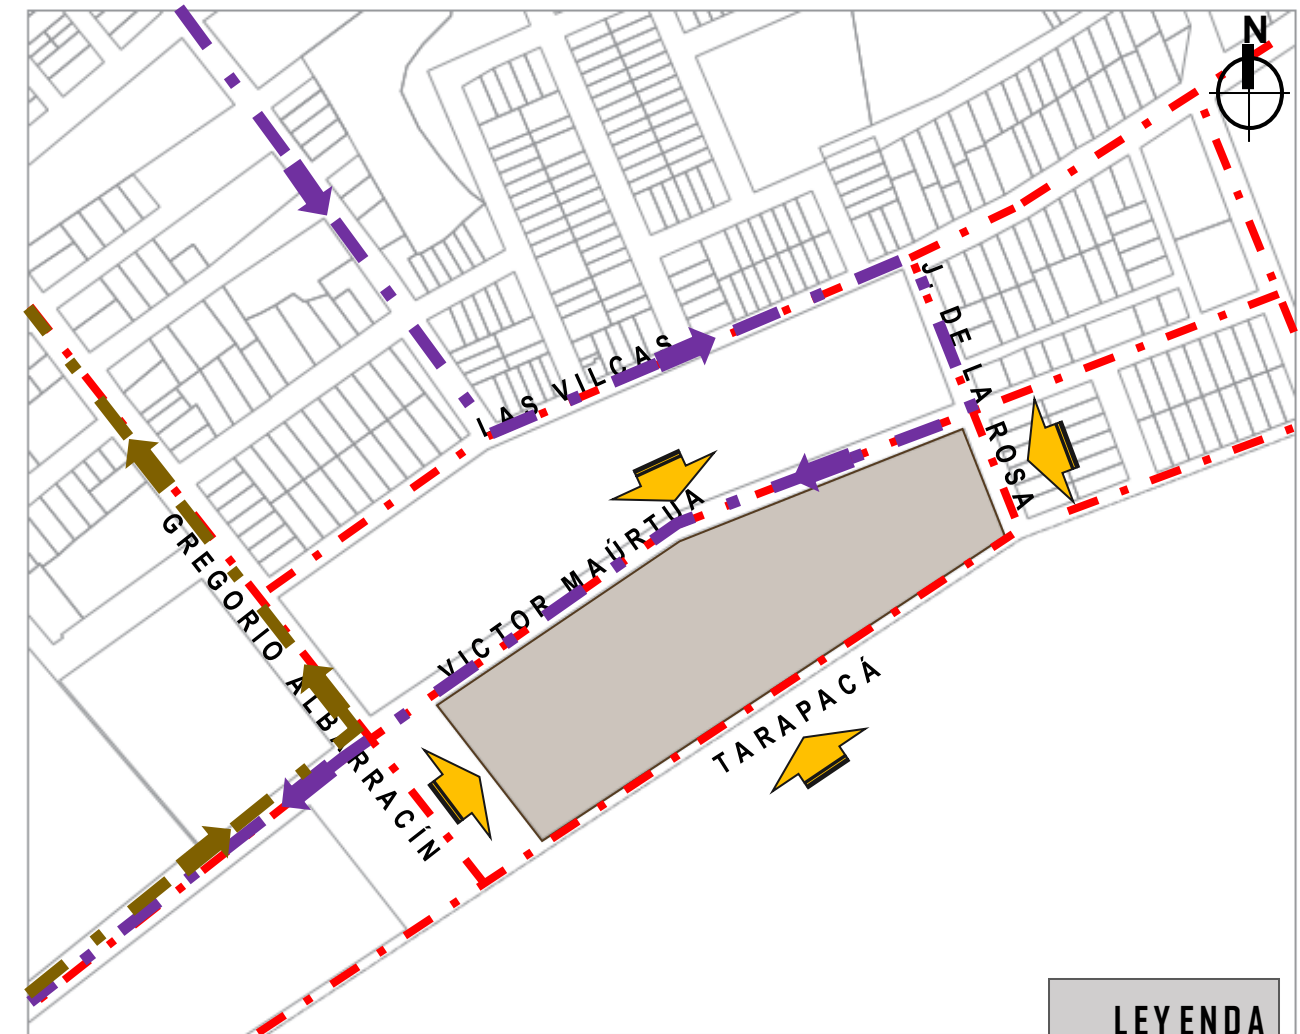 N
LAS VILCAS
J. DE LA ROSA
GREGORIO ALBARRACÍN
VICTOR MAÚRTUA
TARAPACÁ
LEYENDA